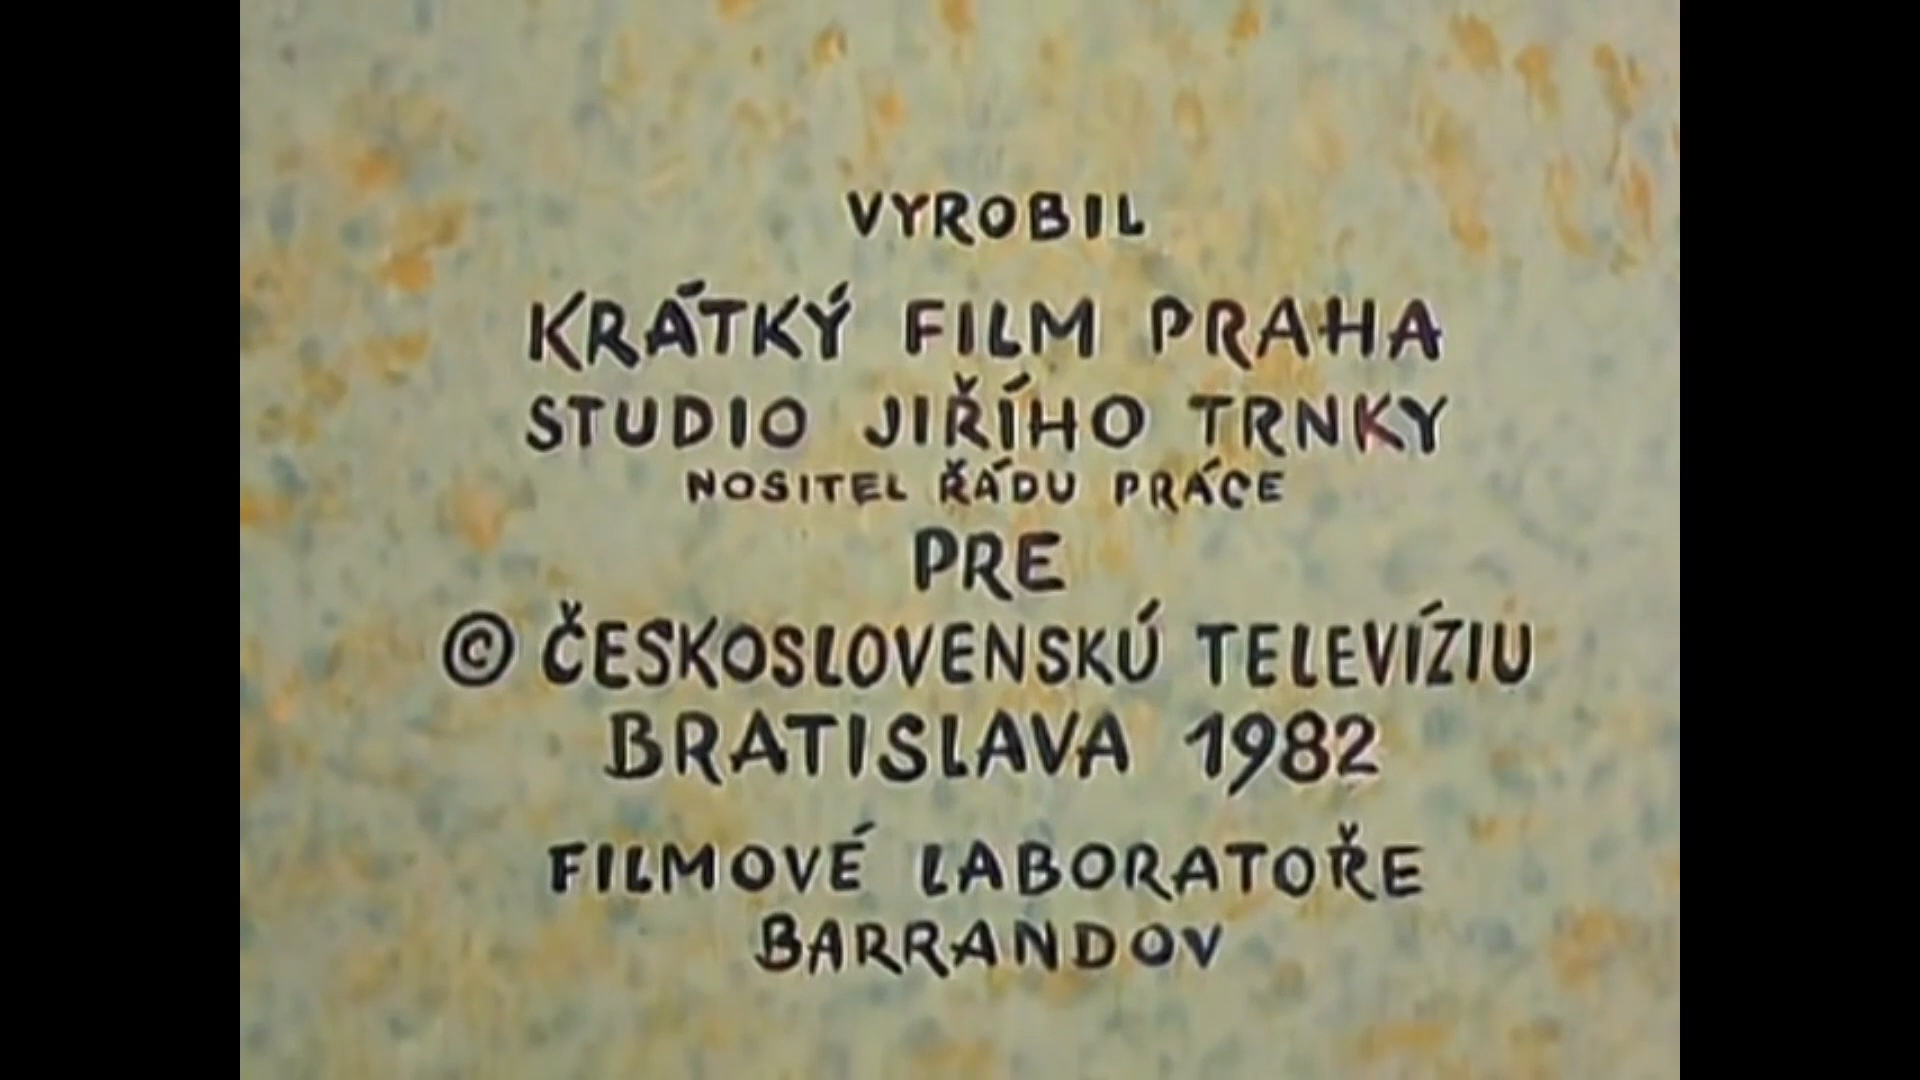 VYROBIL
KRÁTKÝ FILM PRAHA
STUDIO JIŘÍHO TRNKY
NOSITEL ŘÁDU PRÁCE
PRE
© ČESKOSLOVENSKÚ TELEVÍZIU
BRATISLAVA 1982
FILMOVÉ LABORATOŘE
BARRANDOV